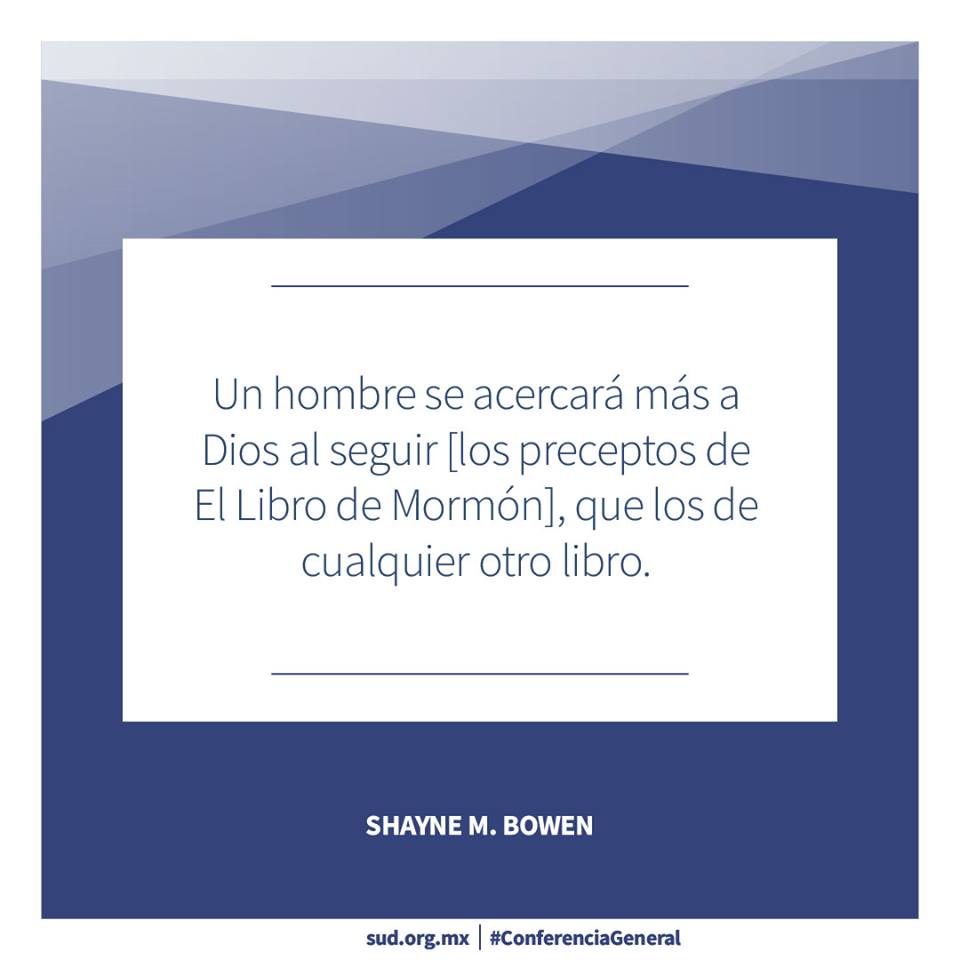 Un hombre se acercará más a
Dios al seguir [los preceptos de
El Libro de Mormón], que los de
cualquier otro libro.
SHAYNE M. BOWEN
sud.org.mx | #ConferenciaGeneral